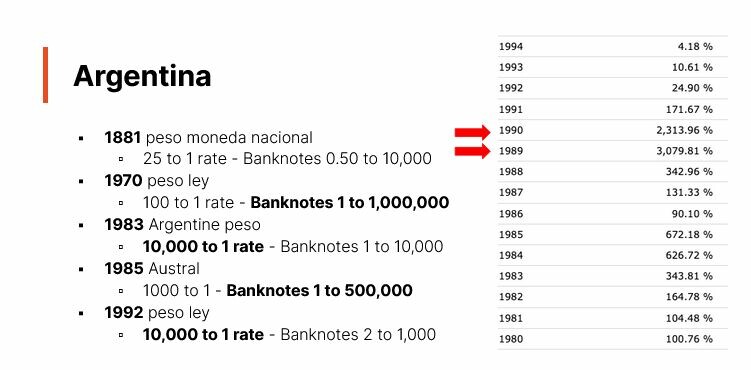 Argentina
1881 peso moneda nacional
25 to 1 rate - Banknotes 0.50 to 10,000
1970 peso ley
100 to 1 rate - Banknotes 1 to 1,000,000
1983 Argentine peso
10,000 to 1 rate - Banknotes 1 to 10,000
1985 Austral
1000 to 1 - Banknotes 1 to 500,000
1992 peso ley
10,000 to 1 rate - Banknotes 2 to 1,000
1994 4.18 %
1993 10.61 %
1992 24.90 %
1991 171.67 %
1990 2,313.96 %
1989 3,079.81 %
1988 342.96 %
1987 131.33 %
1986 90.10 %
1985 672.18 %
1984 626.72 %
1983 343.81 %
1982 164.78 %
1981 104.48 %
1980 100.76 %